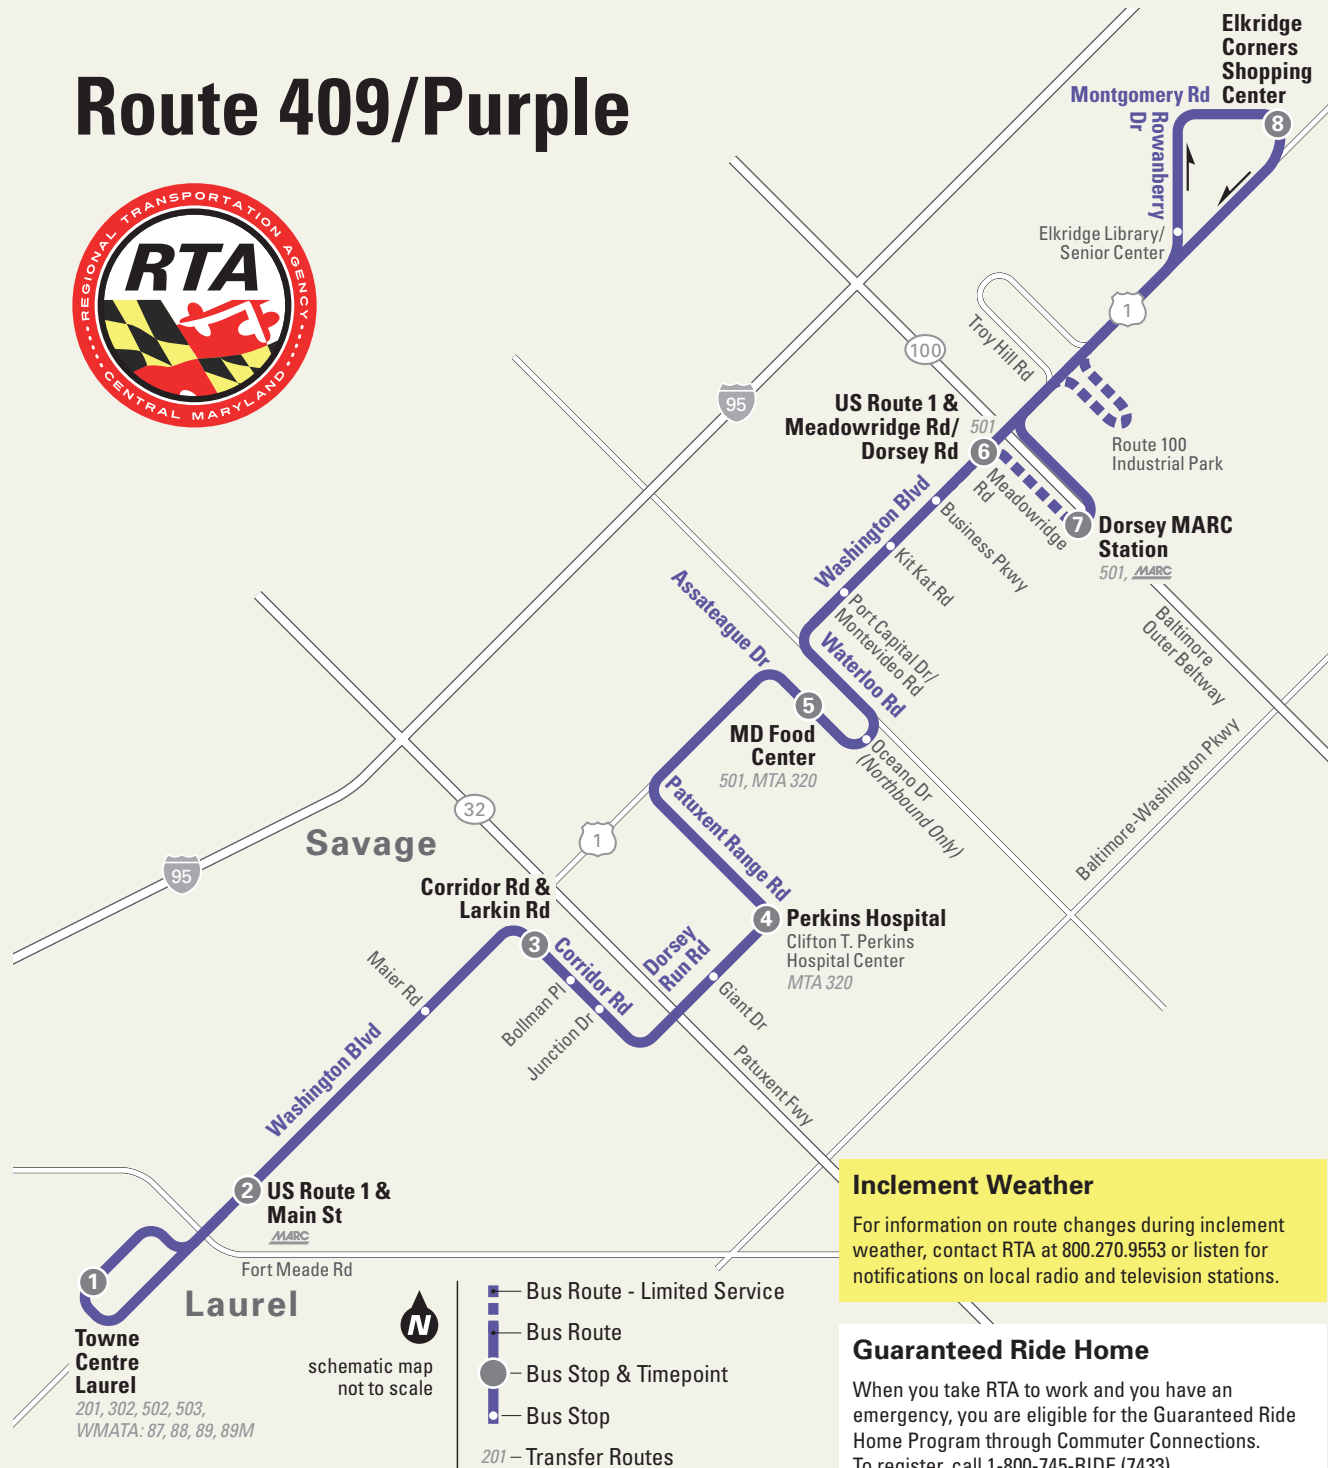 Route 409/Purple
REGIONAL TRANSPORTATION AGENCY
RTA
CENTRAL MARYLAND
Elkridge
Corners
Shopping
Center
8
Montgomery Rd
Rowanberry
Dr
Elkridge Library/
Senior Center
1
Troy Hill Rd
100
95
US Route 1 &
Meadowridge Rd/
Dorsey Rd
501
6
Route 100
Industrial Park
Meadowridge
Rd
7
Dorsey MARC
Station
501, MARC
Washington Blvd
Business Pkwy
Kit Kat Rd
Port Capital Dr/
Montevideo Rd
Baltimore
Outer Beltway
Assateague Dr
Waterloo Rd
5
MD Food
Center
501, MTA 320
Oceano Dr
(Northbound Only)
Baltimore-Washington Pkwy
Patuxent Range Rd
32
1
Savage
95
Corridor Rd &
Larkin Rd
3
Corridor Rd
Dorsey
Run Rd
4
Perkins Hospital
Clifton T. Perkins
Hospital Center
MTA 320
Maier Rd
Bollman Pl
Junction Dr
Giant Dr
Patuxent Fwy
Washington Blvd
2
US Route 1 &
Main St
MARC
Fort Meade Rd
1
Laurel
Towne
Centre
Laurel
201, 302, 502, 503,
WMATA: 87, 88, 89, 89M
N
schematic map
not to scale
Bus Route - Limited Service
Bus Route
Bus Stop & Timepoint
Bus Stop
201 – Transfer Routes
Inclement Weather
For information on route changes during inclement
weather, contact RTA at 800.270.9553 or listen for
notifications on local radio and television stations.
Guaranteed Ride Home
When you take RTA to work and you have an
emergency, you are eligible for the Guaranteed Ride
Home Program through Commuter Connections.
To register, call 1-800-745-RIDE (7433)